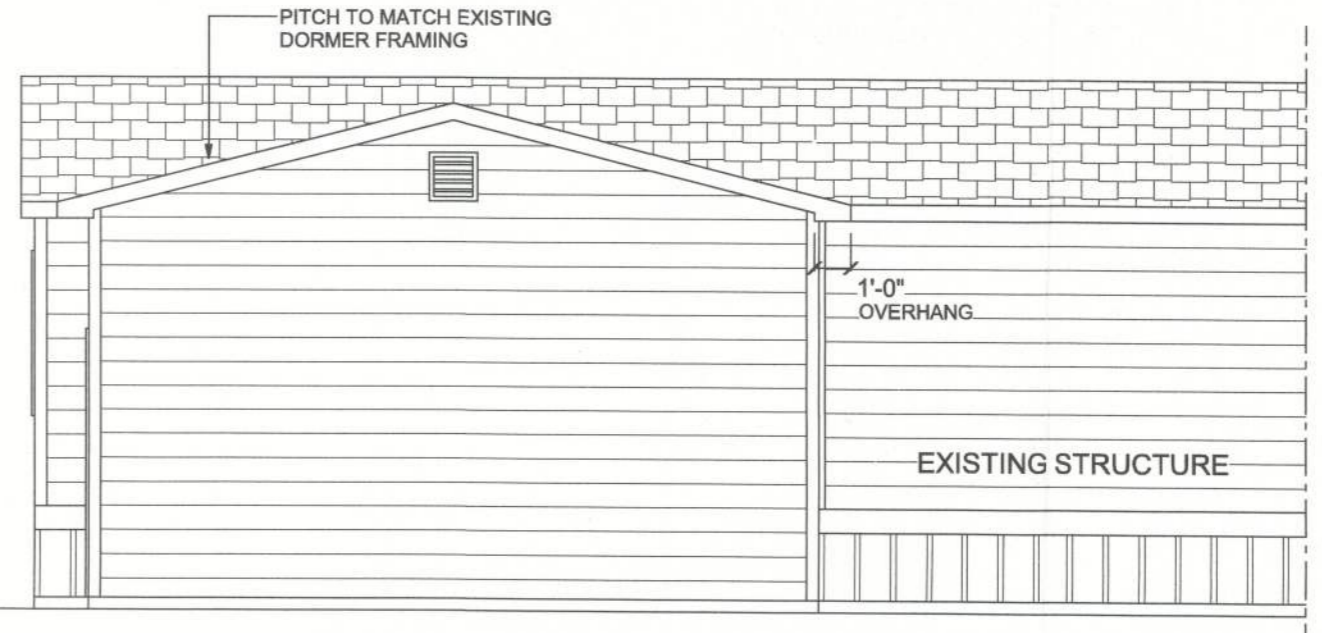 PITCH TO MATCH EXISTING
DORMER FRAMING
1'-0"
OVERHANG
EXISTING STRUCTURE